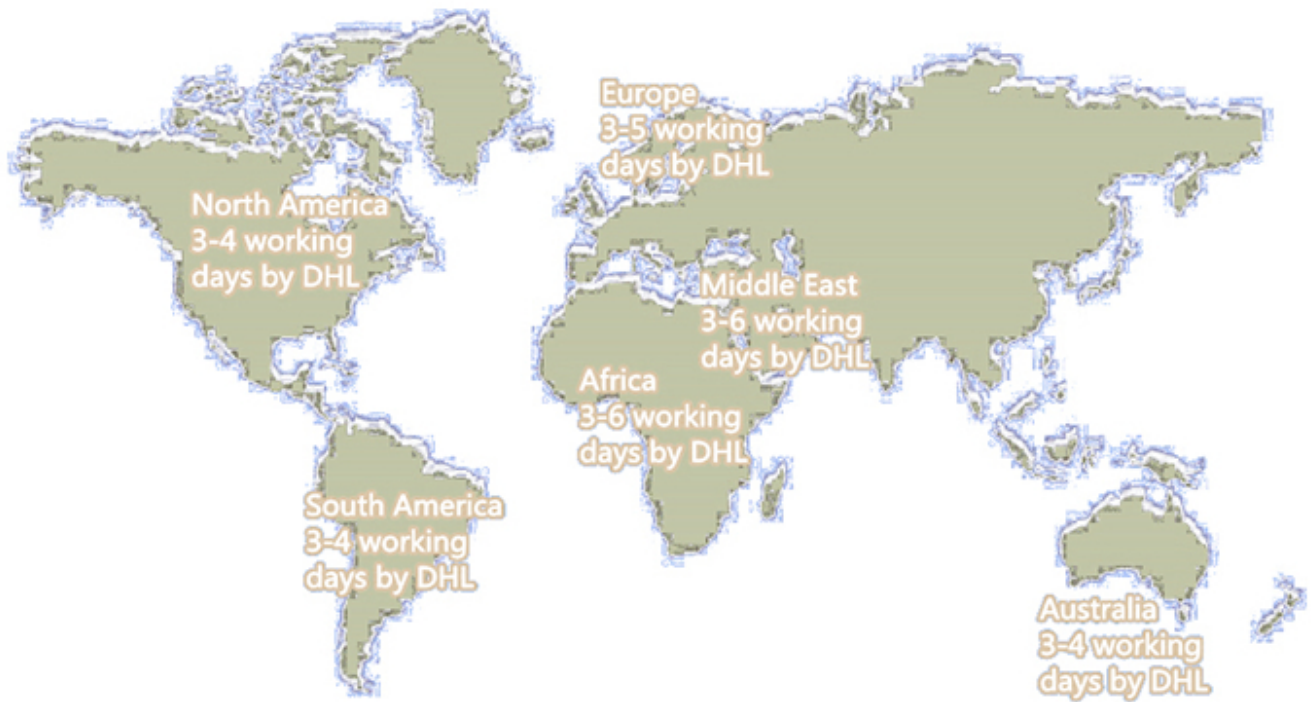 Europe
3-5 working
days by DHL
North America
3-4 working
days by DHL
Middle East
3-6 working
days by DHL
Africa
3-6 working
days by DHL
South America
3-4 working
days by DHL
Australia
3-4 working
days by DHL